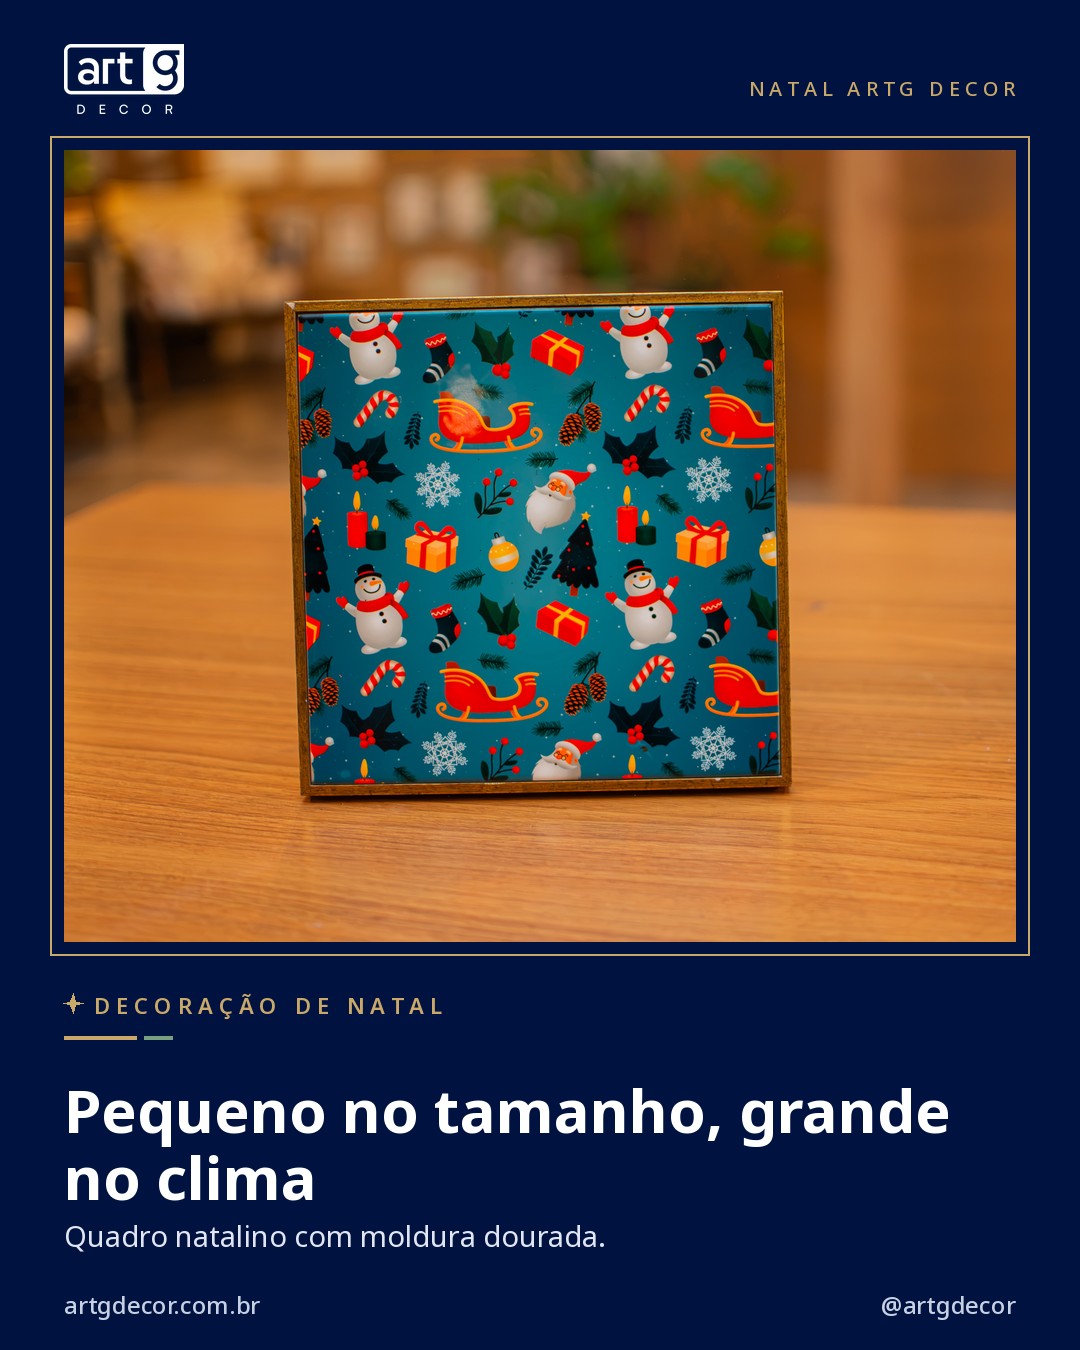 art g
DECOR
NATAL ARTG DECOR
DECORAÇÃO DE NATAL
Pequeno no tamanho, grande
no clima
Quadro natalino com moldura dourada.
artgdecor.com.br
@artgdecor